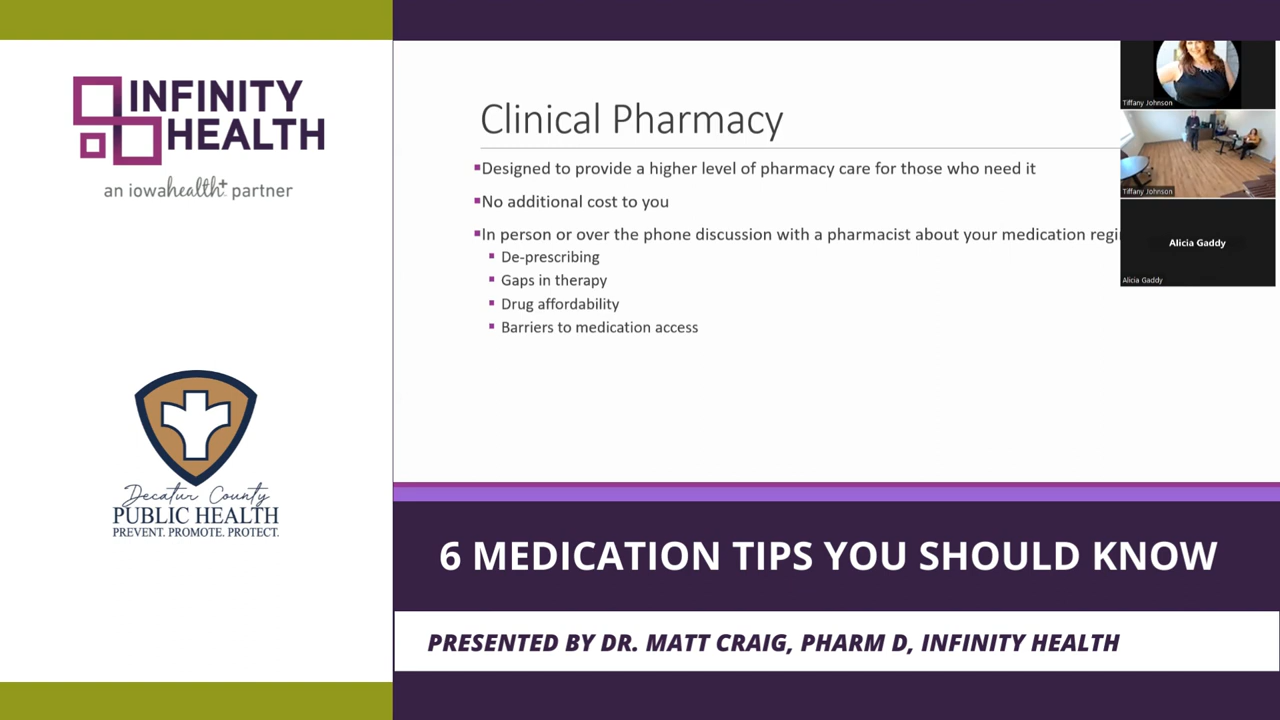 INFINITY
HEALTH
an iowahealth+ partner
Decatur County
PUBLIC HEALTH
PREVENT. PROMOTE. PROTECT.
Clinical Pharmacy
Designed to provide a higher level of pharmacy care for those who need it
No additional cost to you
In person or over the phone discussion with a pharmacist about your medication regi
De-prescribing
Gaps in therapy
Drug affordability
Barriers to medication access
Tiffany Johnson
Tiffany Johnson
Alicia Gaddy
Alicia Gaddy
6 MEDICATION TIPS YOU SHOULD KNOW
PRESENTED BY DR. MATT CRAIG, PHARM D, INFINITY HEALTH